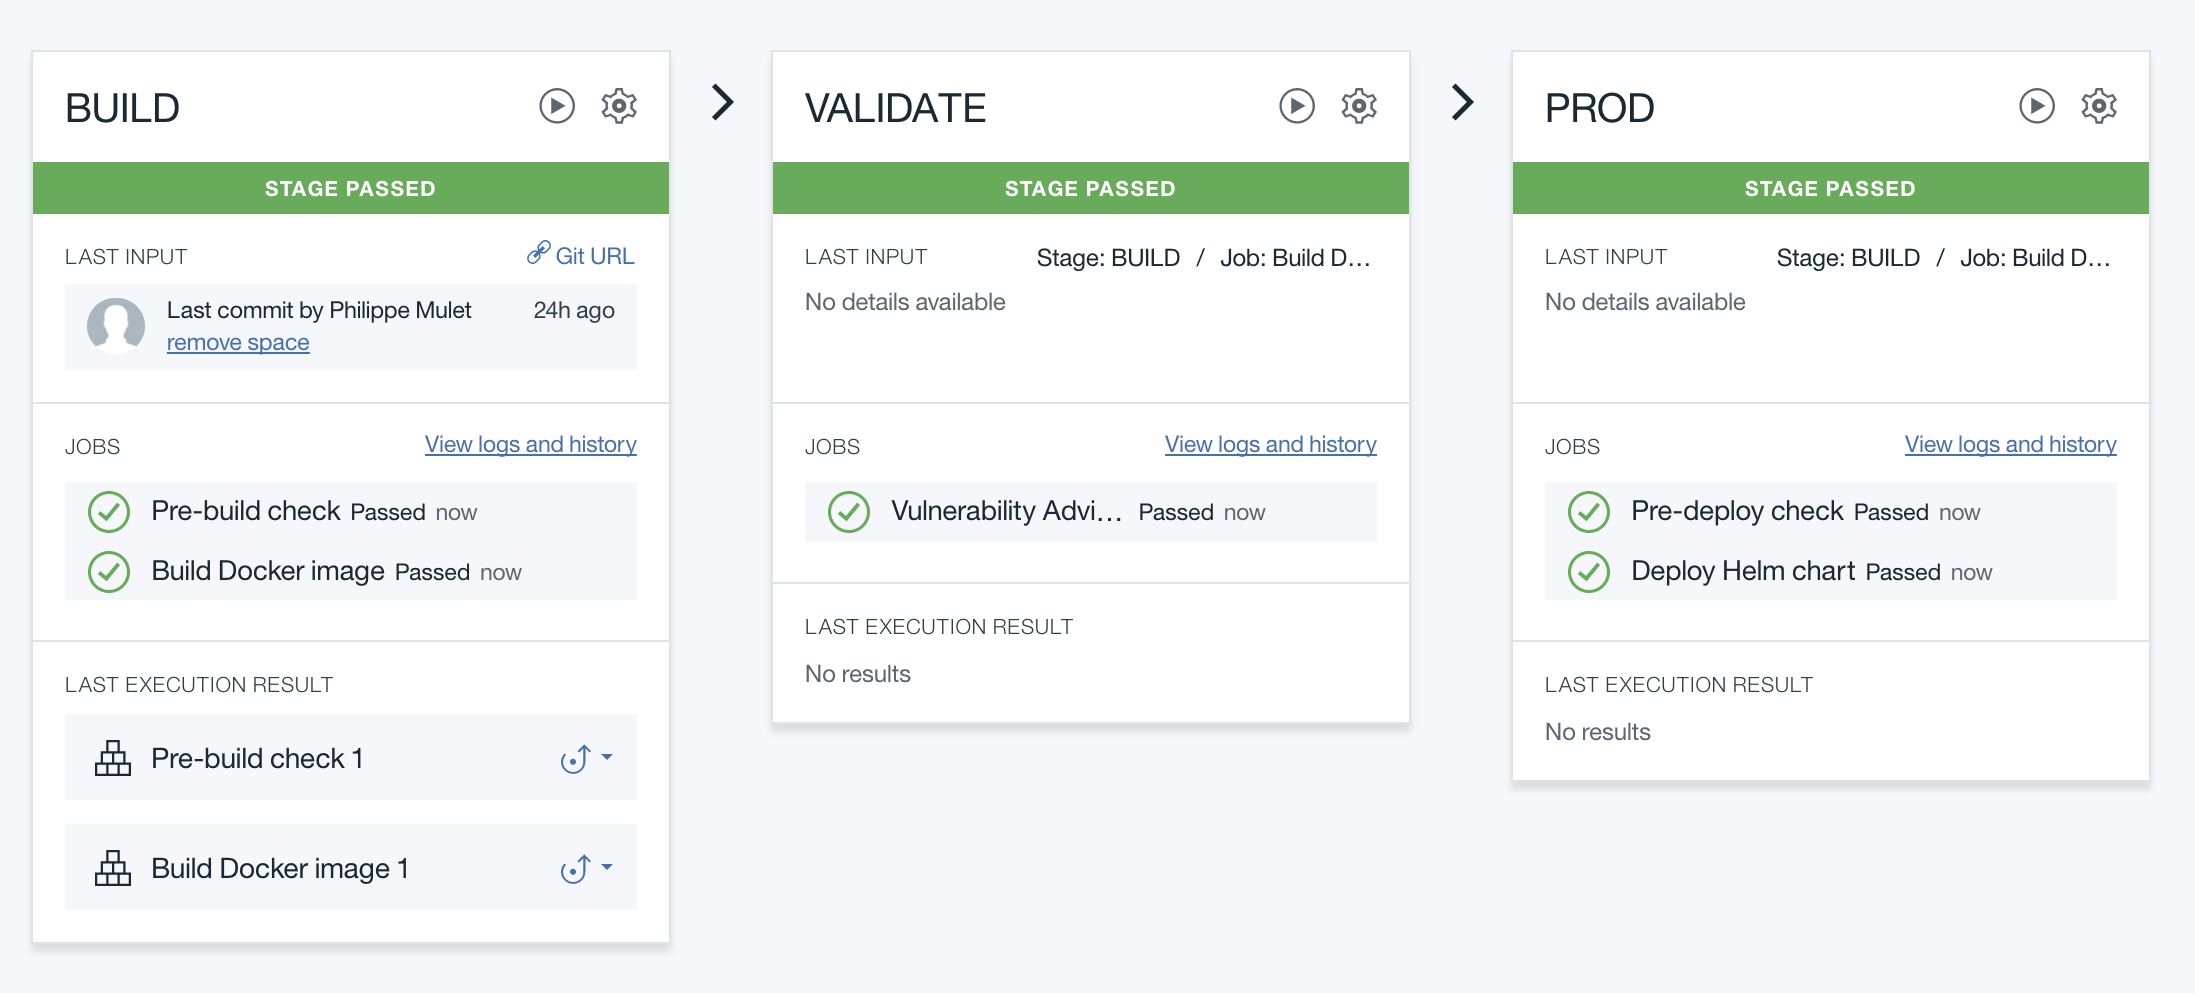 BUILD
STAGE PASSED
LAST INPUT
Git URL
Last commit by Philippe Mulet
24h ago
remove space
JOBS
View logs and history
Pre-build check Passed now
Build Docker image Passed now
LAST EXECUTION RESULT
Pre-build check 1
Build Docker image 1
VALIDATE
STAGE PASSED
LAST INPUT
Stage: BUILD / Job: Build D...
No details available
JOBS
View logs and history
Vulnerability Advi... Passed now
LAST EXECUTION RESULT
No results
PROD
STAGE PASSED
LAST INPUT
Stage: BUILD / Job: Build D...
No details available
JOBS
View logs and history
Pre-deploy check Passed now
Deploy Helm chart Passed now
LAST EXECUTION RESULT
No results